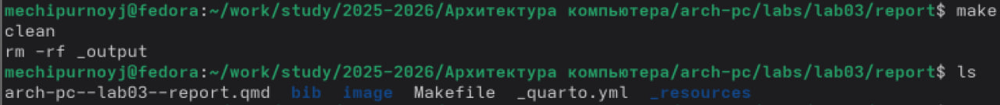 mechipurnoyj@fedora:~/work/study/2025-2026/Архитектура компьютера/arch-pc/labs/lab03/report$ make
clean
rm -rf _output
mechipurnoyj@fedora:~/work/study/2025-2026/Архитектура компьютера/arch-pc/labs/lab03/report$ ls
arch-pc--lab03--report.qmd  bib  image  Makefile  _quarto.yml  _resources